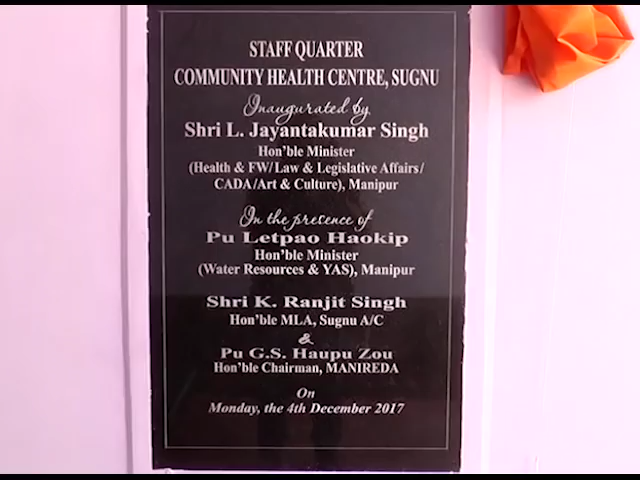 STAFF QUARTER
COMMUNITY HEALTH CENTRE, SUGNU
Inaugurated by
Shri L. Jayantakumar Singh
Hon'ble Minister
(Health & FW/Law & Legislative Affairs/
CADA/Art & Culture), Manipur
In the presence of
Pu Letpao Haokip
Hon'ble Minister
(Water Resources & YAS), Manipur
Shri K. Ranjit Singh
Hon'ble MLA, Sugnu A/C
&
Pu G.S. Haupu Zou
Hon'ble Chairman, MANIREDA
On
Monday, the 4th December 2017